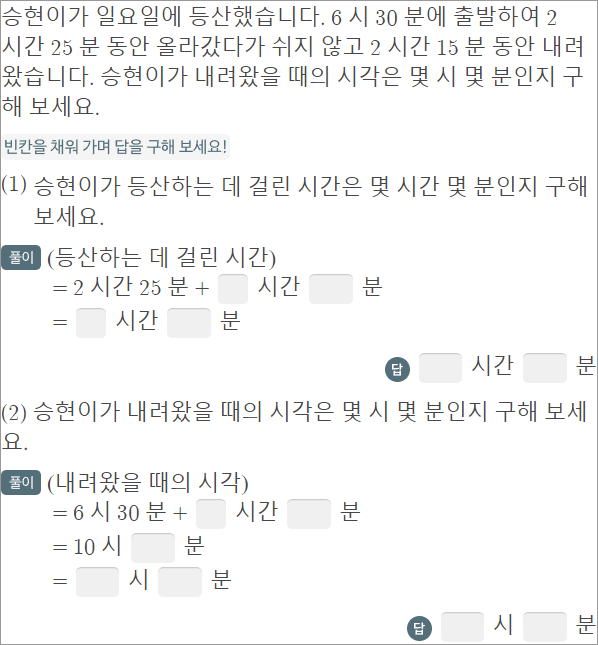 승현이가 일요일에 등산했습니다. 6 시 30 분에 출발하여 2
시간 25 분 동안 올라갔다가 쉬지 않고 2 시간 15 분 동안 내려
왔습니다. 승현이가 내려왔을 때의 시각은 몇 시 몇 분인지 구
해 보세요.
빈칸을 채워 가며 답을 구해 보세요!
(1) 승현이가 등산하는 데 걸린 시간은 몇 시간 몇 분인지 구해
보세요.
풀이 (등산하는 데 걸린 시간)
= 2 시간 25 분 + 시간 분
= 시간 분
답 시간 분
(2) 승현이가 내려왔을 때의 시각은 몇 시 몇 분인지 구해 보세
요.
풀이 (내려왔을 때의 시각)
= 6 시 30 분 + 시간 분
= 10 시 분
= 시 분
답 시 분